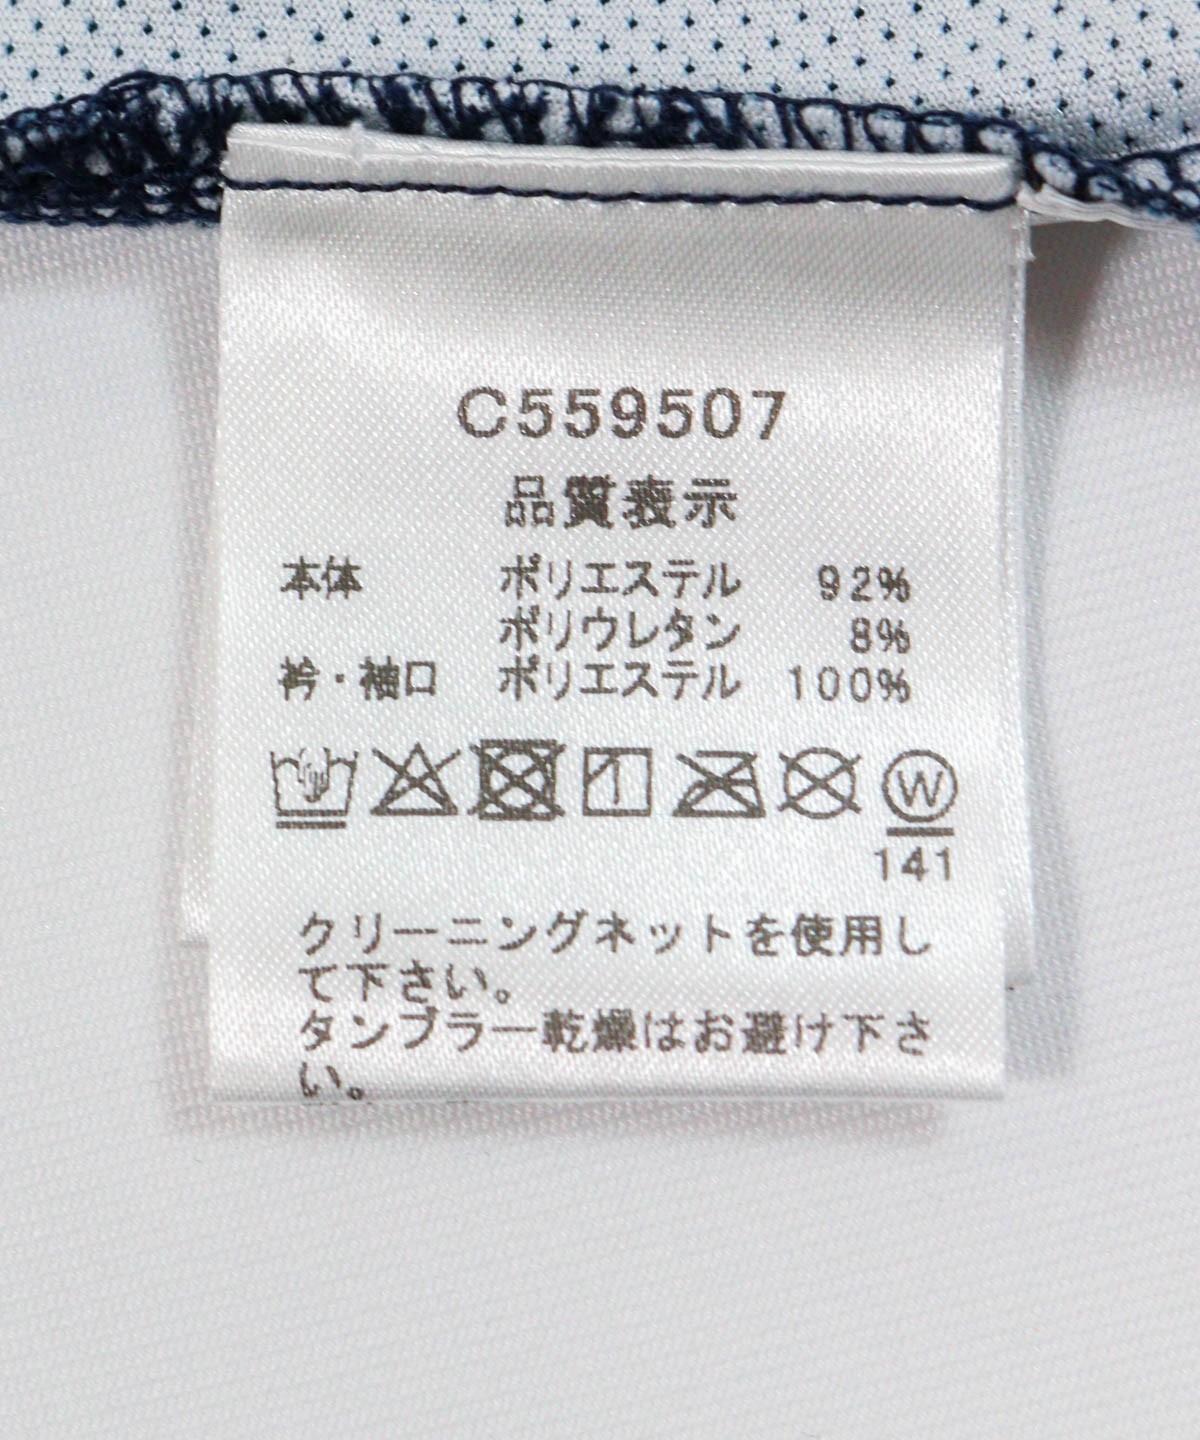 C559507
品質表示
本体 ポリエステル 92%
ポリウレタン 8%
衿・袖口 ポリエステル 100%
W
141
クリーニングネットを使用し
て下さい。
タンブラー乾燥はお避け下さ
い。